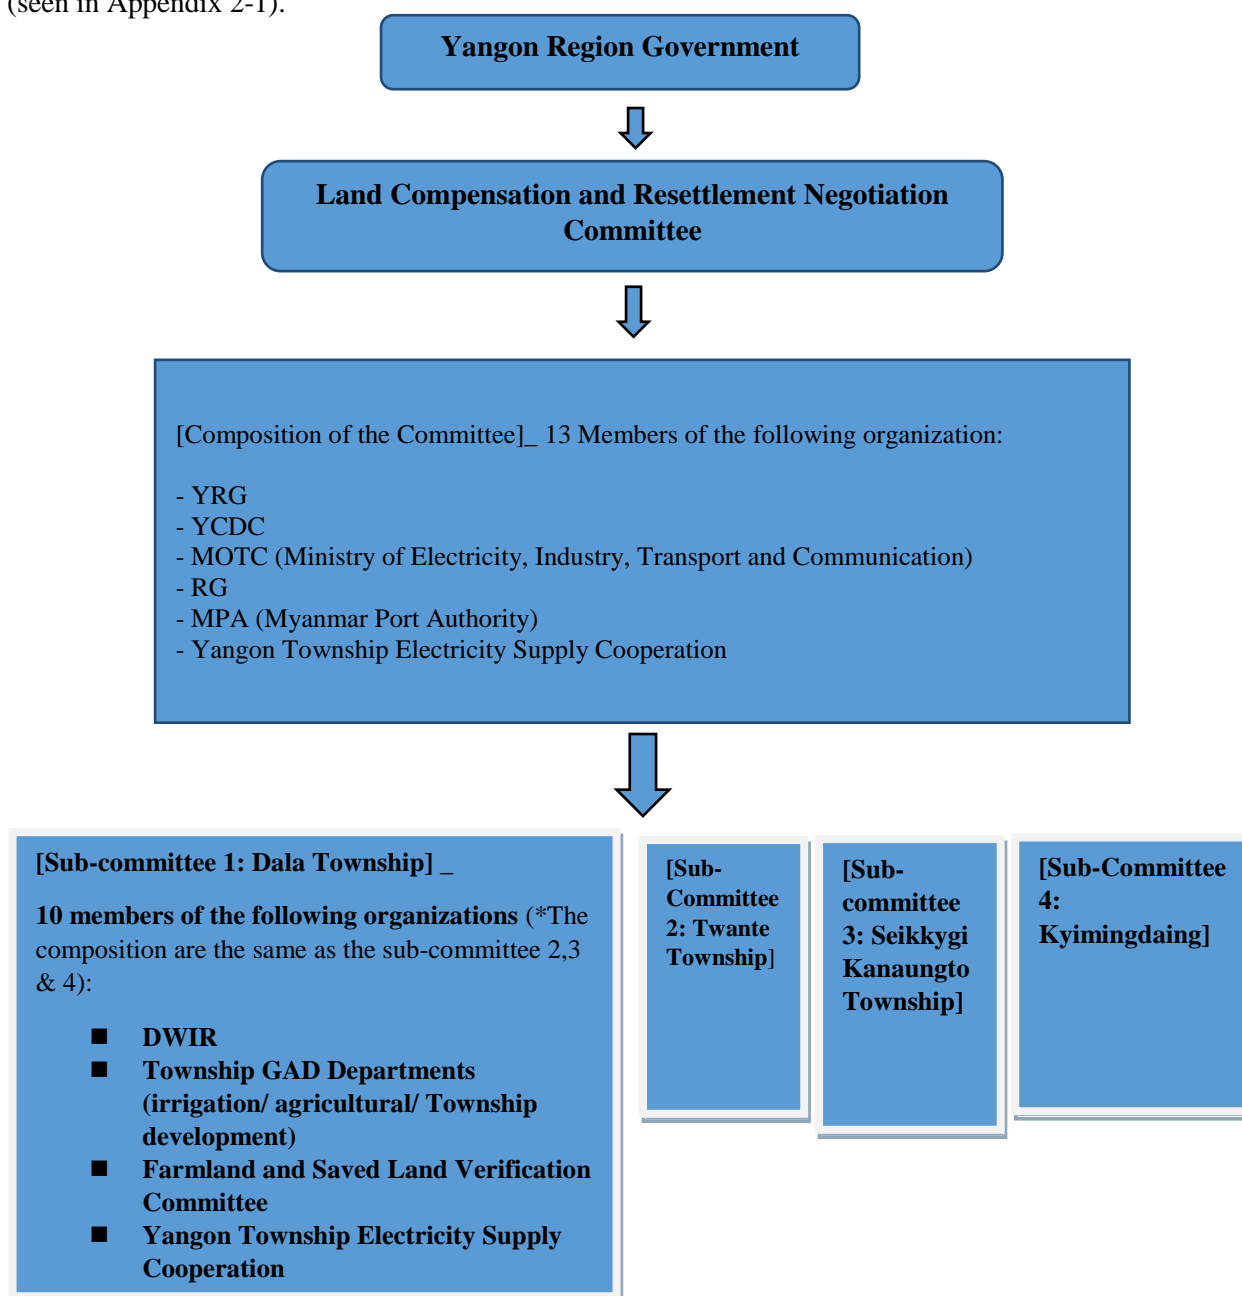 (seen in Appendix 2-1).
Yangon Region Government
Land Compensation and Resettlement Negotiation
Committee
[Composition of the Committee]_ 13 Members of the following organization:
- YRG
- YCDC
- MOTC (Ministry of Electricity, Industry, Transport and Communication)
- RG
- MPA (Myanmar Port Authority)
- Yangon Township Electricity Supply Cooperation
[Sub-committee 1: Dala Township] _
10 members of the following organizations (*The
composition are the same as the sub-committee 2,3
& 4):
■ DWIR
■ Township GAD Departments
(irrigation/ agricultural/ Township
development)
■ Farmland and Saved Land Verification
Committee
■ Yangon Township Electricity Supply
Cooperation
[Sub-
Committee
2: Twante
Township]
[Sub-
committee
3: Seikkygi
Kanaungto
Township]
[Sub-Committee
4:
Kyimingdaing]